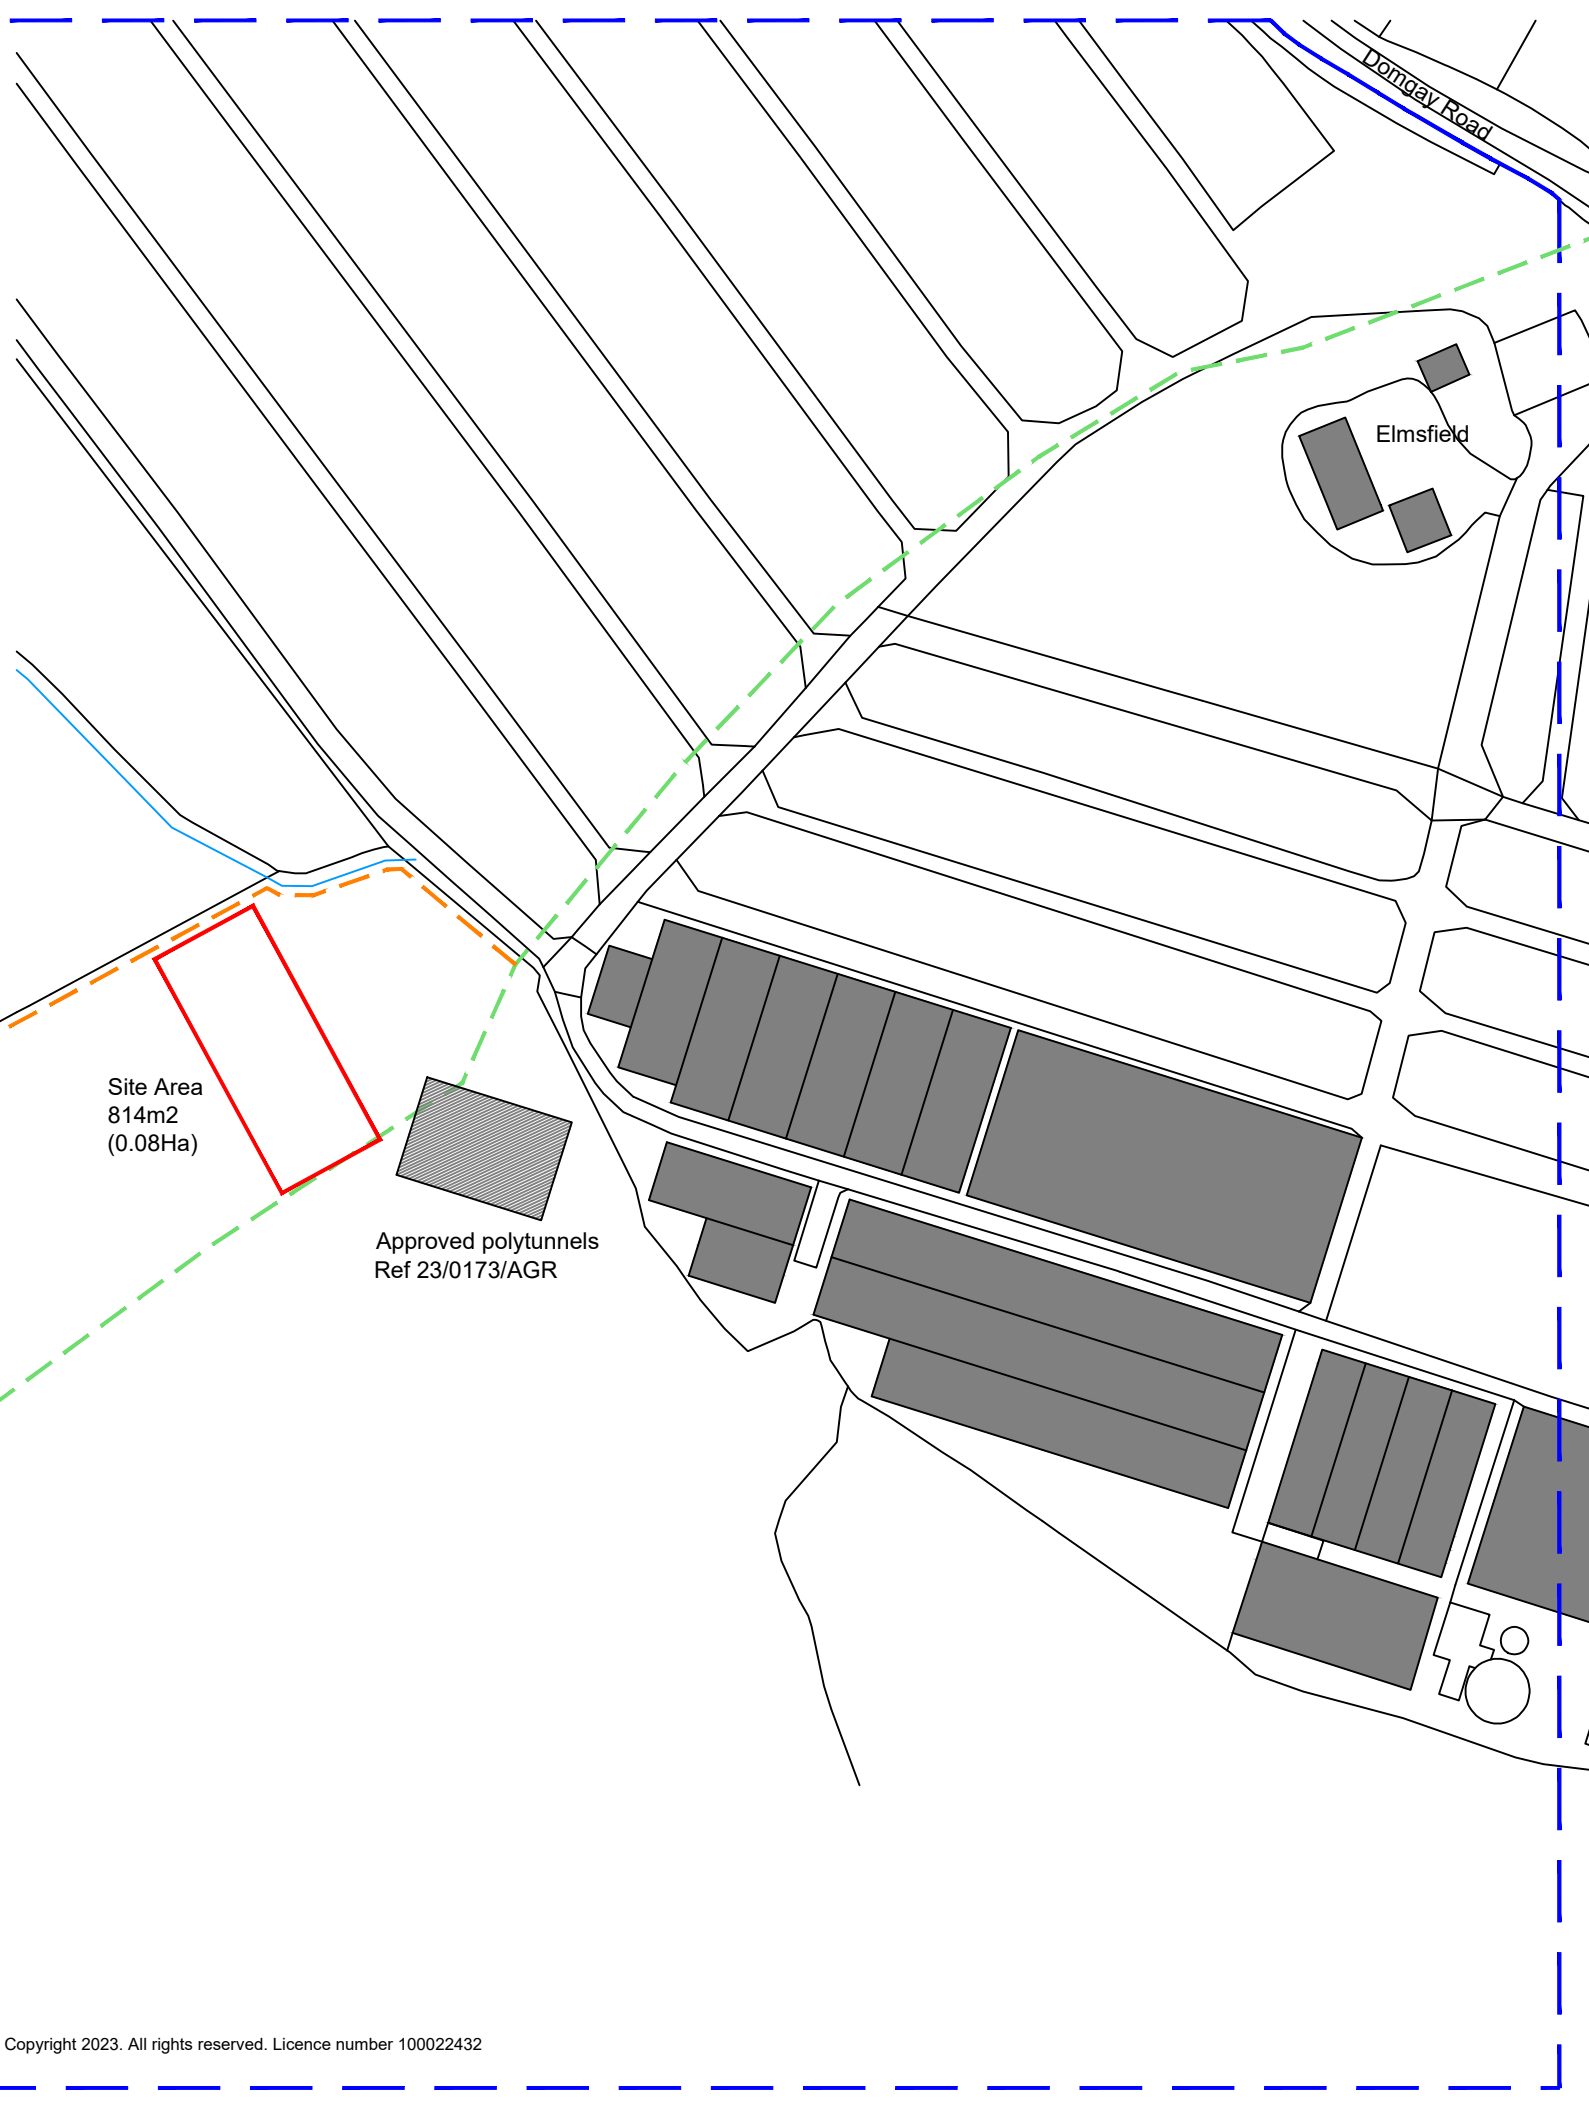 Domgay Road
Elmsfield
Site Area
814m2
(0.08Ha)
Approved polytunnels
Ref 23/0173/AGR
Copyright 2023. All rights reserved. Licence number 100022432